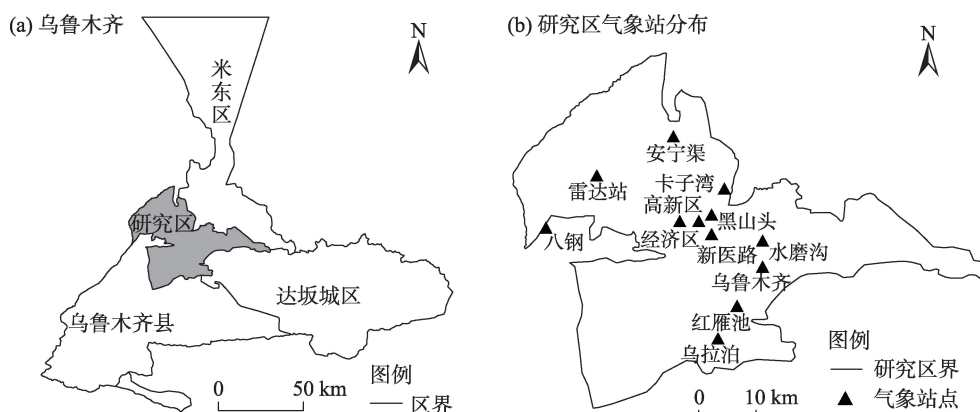 (a) 乌鲁木齐
N
米东区
研究区
达坂城区
乌鲁木齐县
图例
0 50 km
区界
(b) 研究区气象站分布
N
安宁渠
雷达站
卡子湾
高新区
黑山头
八钢
经济区
新医路
水磨沟
乌鲁木齐
红雁池
乌拉泊
图例
研究区界
0 10 km
气象站点